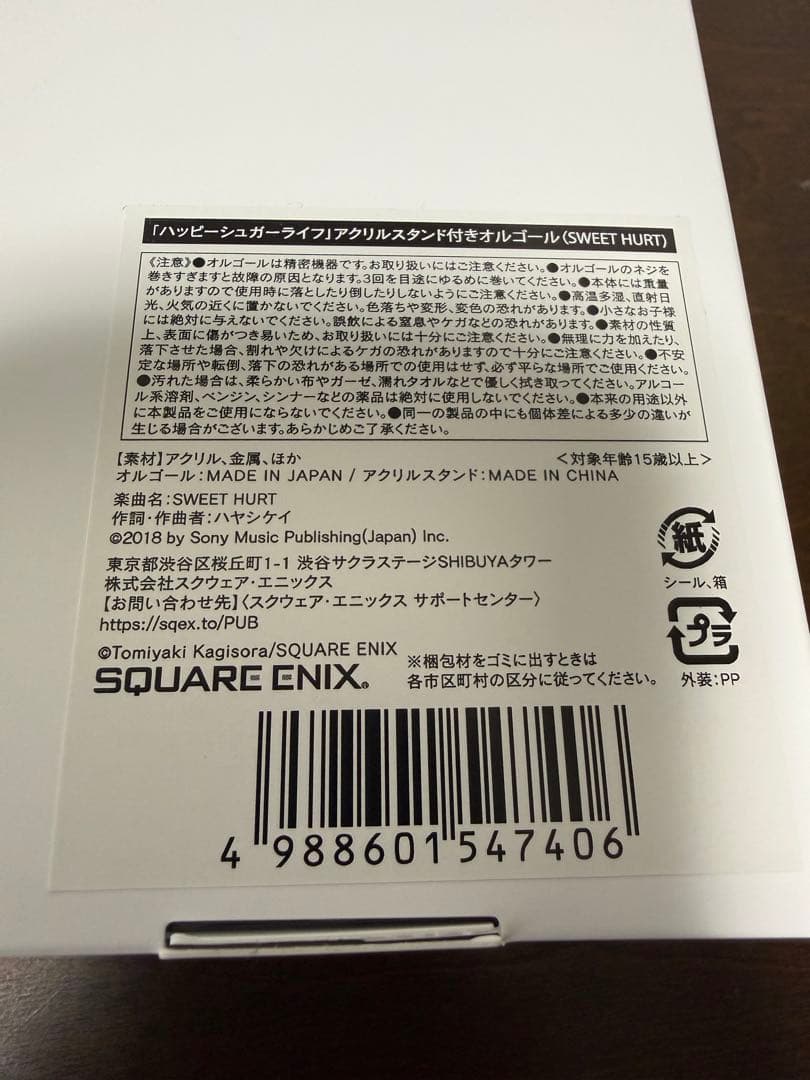 「ハッピーシュガーライフ」アクリルスタンド付きオルゴール(SWEET HURT)
《注意》●オルゴールは精密機器です。お取り扱いにはご注意ください。●オルゴールのネジを
巻きすぎますと故障の原因となります。3回を目途にゆるめに巻いてください。●本体には重量
がありますので使用時に落としたり倒したりしないようにご注意ください。●高温多湿、直射日
光、火気の近くに置かないでください。色落ちや変形、変色の恐れがあります。●小さなお子様
には絶対に与えないでください。誤飲による窒息やケガなどの恐れがあります。●素材の性質
上、表面に傷がつき易いため、お取り扱いには十分にご注意ください。●無理に力を加えたり、
落下させた場合、割れや欠けによるケガの恐れがありますので十分にご注意ください。●不安
定な場所や転倒、落下の恐れがある場所での使用はせず、必ず平らな場所でご使用ください。
●汚れた場合は、柔らかい布やガーゼ、濡れタオルなどで優しく拭き取ってください。アルコー
ル系溶剤、ベンジン、シンナーなどの薬品は絶対に使用しないでください。●本来の用途以外
に本製品をご使用にならないでください。●同一の製品の中にも個体差による多少の違いが
生じる場合がございます。あらかじめご了承ください。
【素材】アクリル、金属、ほか <対象年齢15歳以上>
オルゴール:MADE IN JAPAN / アクリルスタンド:MADE IN CHINA
楽曲名:SWEET HURT
作詞・作曲者:ハヤシケイ
©2018 by Sony Music Publishing(Japan) Inc.
紙
シール、箱
東京都渋谷区桜丘町1-1 渋谷サクラステージSHIBUYAタワー
株式会社スクウェア・エニックス
【お問い合わせ先】〈スクウェア・エニックス サポートセンター〉
https://sqex.to/PUB
プラ
外装:PP
©Tomiyaki Kagisora/SQUARE ENIX
SQUARE ENIX®
※梱包材をゴミに出すときは
各市区町村の区分に従ってください。
4 988601 547406